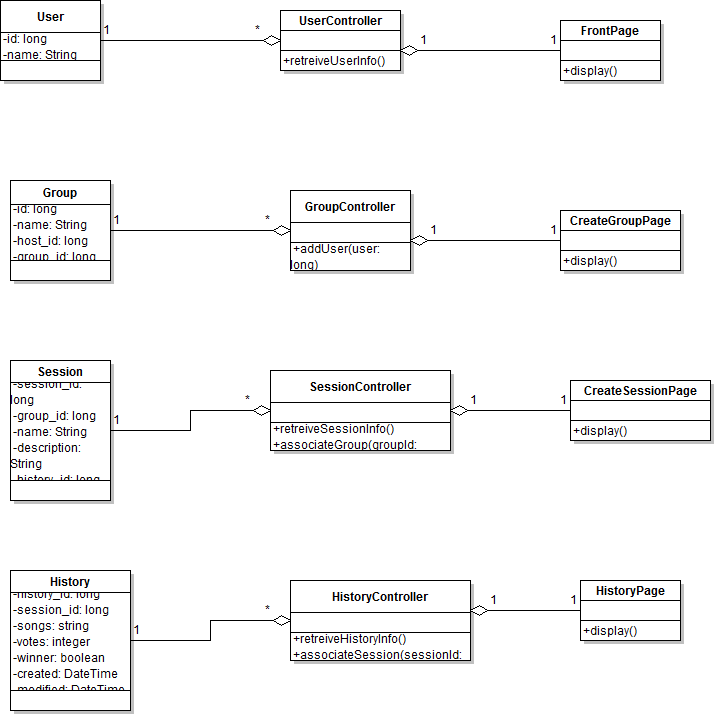 User
-id: long
-name: String
1
*
UserController
+retreiveUserInfo()
1
1
FrontPage
+display()
Group
-id: long
-name: String
-host_id: long
-group_id: long
1
*
GroupController
+addUser(user:
long)
1
1
CreateGroupPage
+display()
Session
-session_id:
long
-group_id: long
-name: String
-description:
String
-history_id: long
1
*
SessionController
+retreiveSessionInfo()
+associateGroup(groupId:
1
1
CreateSessionPage
+display()
History
-history_id: long
-session_id: long
-songs: string
-votes: integer
-winner: boolean
-created: DateTime
-modified: DateTime
1
*
HistoryController
+retreiveHistoryInfo()
+associateSession(sessionId:
1
1
HistoryPage
+display()